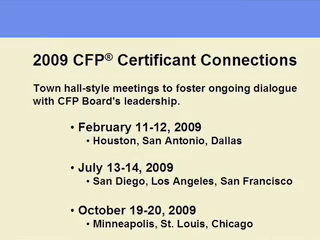 2009 CFP® Certificant Connections
Town hall-style meetings to foster ongoing dialogue
with CFP Board's leadership.
• February 11-12, 2009
• Houston, San Antonio, Dallas
• July 13-14, 2009
• San Diego, Los Angeles, San Francisco
• October 19-20, 2009
• Minneapolis, St. Louis, Chicago